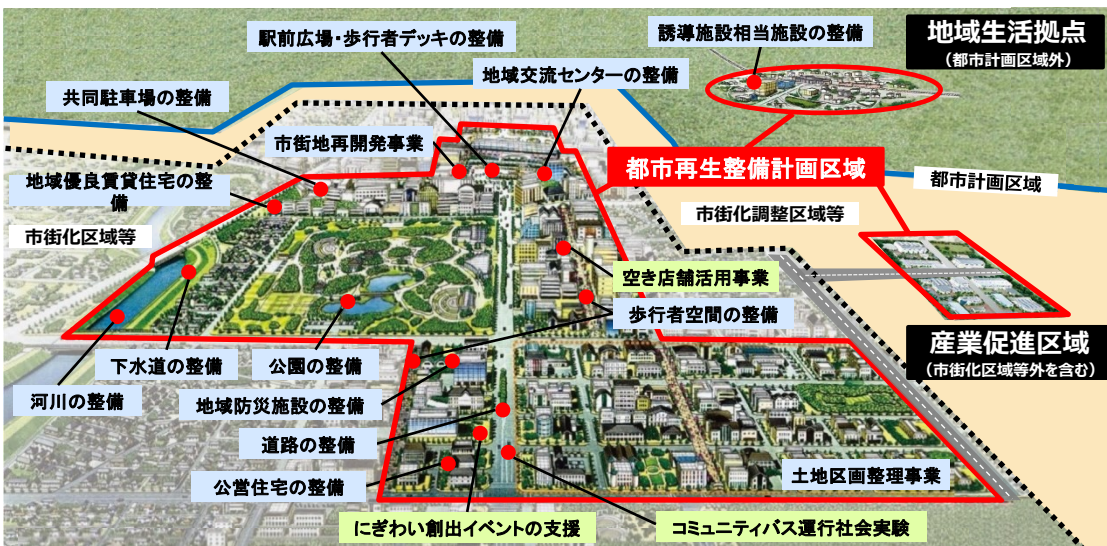 駅前広場・歩行者デッキの整備
誘導施設相当施設の整備
地域生活拠点
（都市計画区域外）
地域交流センターの整備
共同駐車場の整備
市街地再開発事業
都市再生整備計画区域
地域優良賃貸住宅の整
備
都市計画区域
市街化調整区域等
市街化区域等
空き店舗活用事業
歩行者空間の整備
産業促進区域
（市街化区域等外を含む）
下水道の整備
公園の整備
河川の整備
地域防災施設の整備
道路の整備
土地区画整理事業
公営住宅の整備
にぎわい創出イベントの支援
コミュニティバス運行社会実験